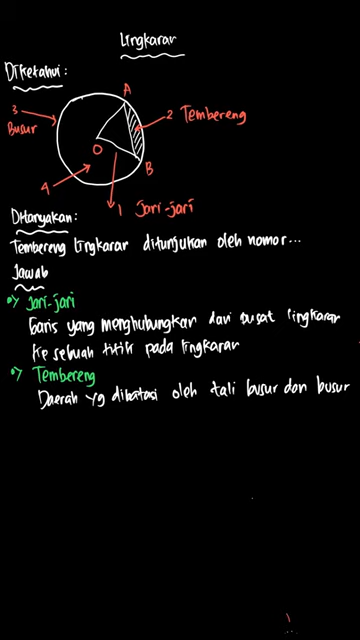 Lingkaran
Diketahui:
A
3
Busur
2 Tembereng
O
B
4
1 Jari-jari
Ditanyakan:
Tembereng lingkaran ditunjukan oleh nomor...
Jawab
Jari-jari
Garis yang menghubungkan dari pusat lingkaran
Ke sebuah titik pada lingkaran
Tembereng
Daerah yg dibatasi oleh tali busur dan busur